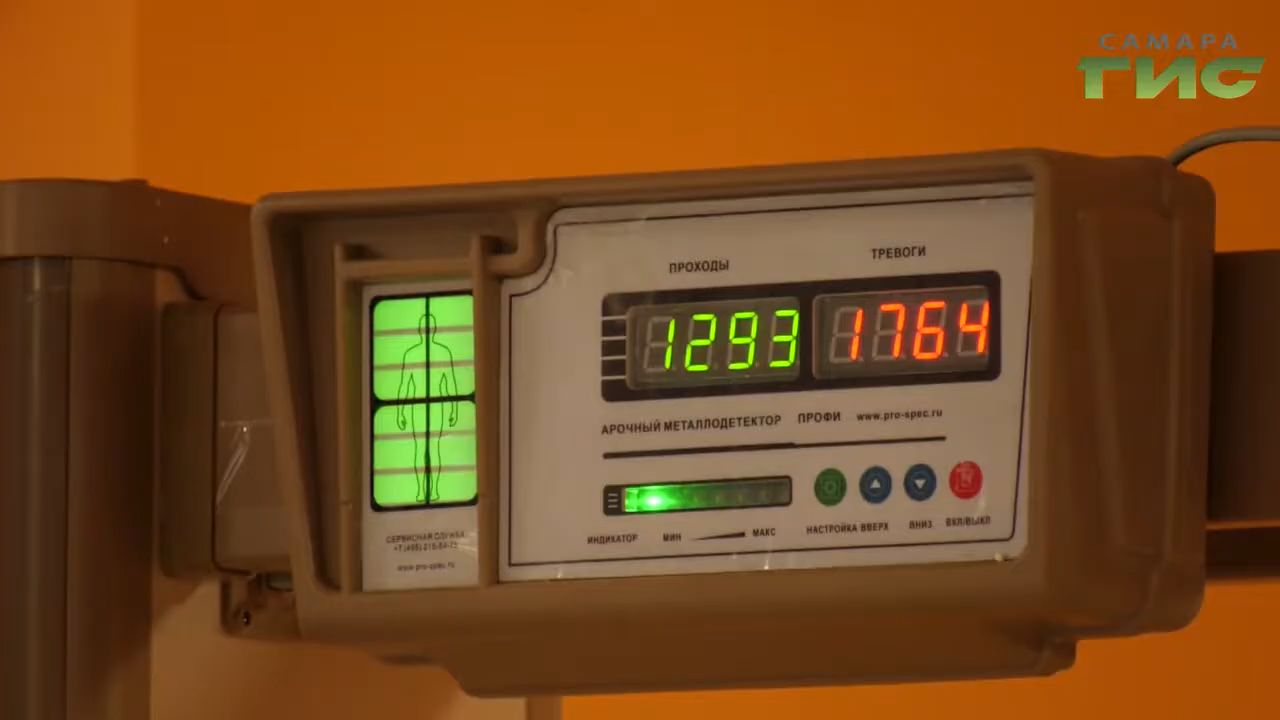 САМАРА
ГИС
ПРОХОДЫ
ТРЕВОГИ
1293
1764
АРОЧНЫЙ МЕТАЛЛОДЕТЕКТОР ПРОФИ www.pro-spec.ru
ИНДИКАТОР МИН МАКС
НАСТРОЙКА ВВЕРХ ВНИЗ ВКЛ/ВЫКЛ
СЕРВИСНАЯ СЛУЖБА
www.pro-spec.ru